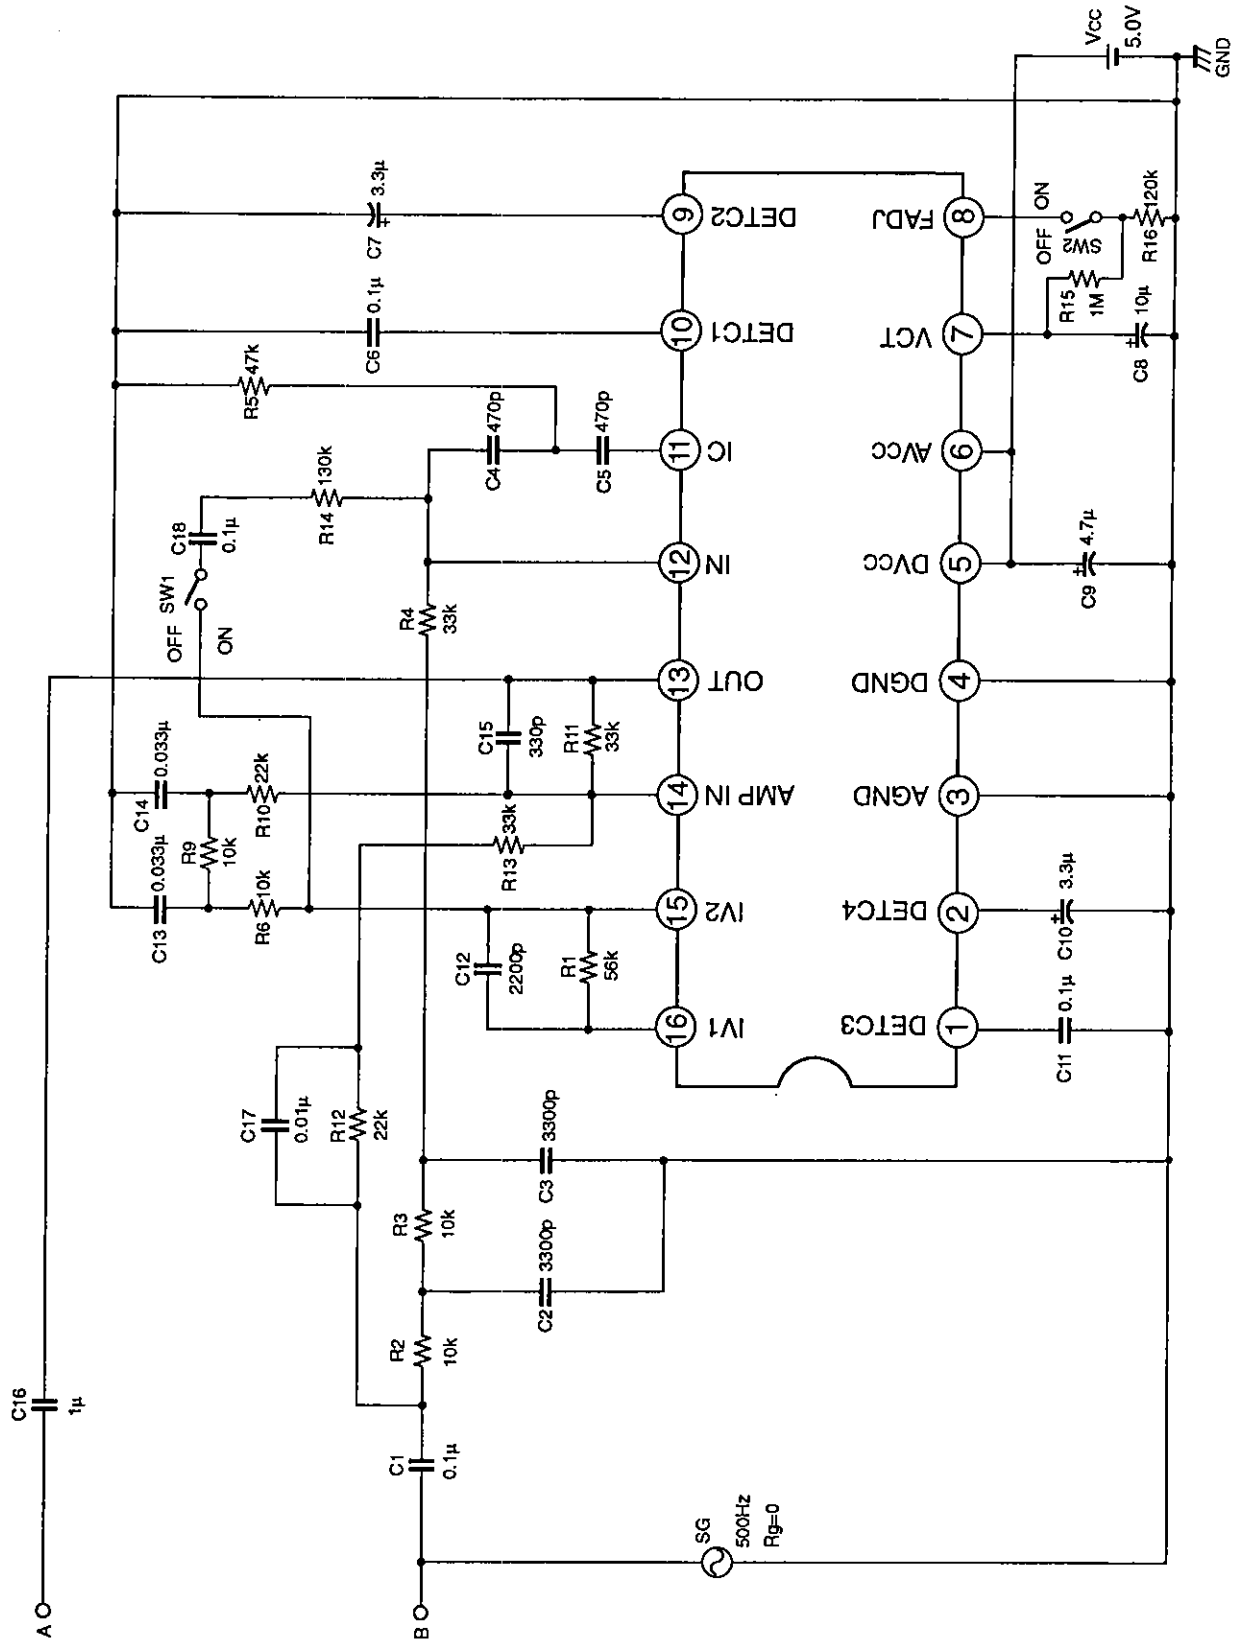 A
C16
1μ
B
C1
0.1μ
SG
500Hz
Rg=0
R2
10k
C2
3300p
R3
10k
C3
3300p
C17
0.01μ
R12
22k
R4
33k
C13
0.033μ
C14
0.033μ
R9
10k
R6
10k
R10
22k
R13
33k
C12
2200p
R1
56k
C15
330p
R11
33k
OFF
SW1
ON
C18
0.1μ
R14
130k
R5
47k
C4
470p
C5
470p
C6
0.1μ
C7
3.3μ
+
16
15
14
13
12
11
10
9
IV1
IV2
AMP IN
OUT
IN
IC
DETC1
DETC2
DETC3
DETC4
AGND
DGND
DVCC
AVCC
VCT
FADJ
1
2
3
4
5
6
7
8
C11
0.1μ
C10
3.3μ
+
C9
4.7μ
+
C8
10μ
+
R15
1M
OFF
ON
SW2
R16
120k
VCC
5.0V
GND